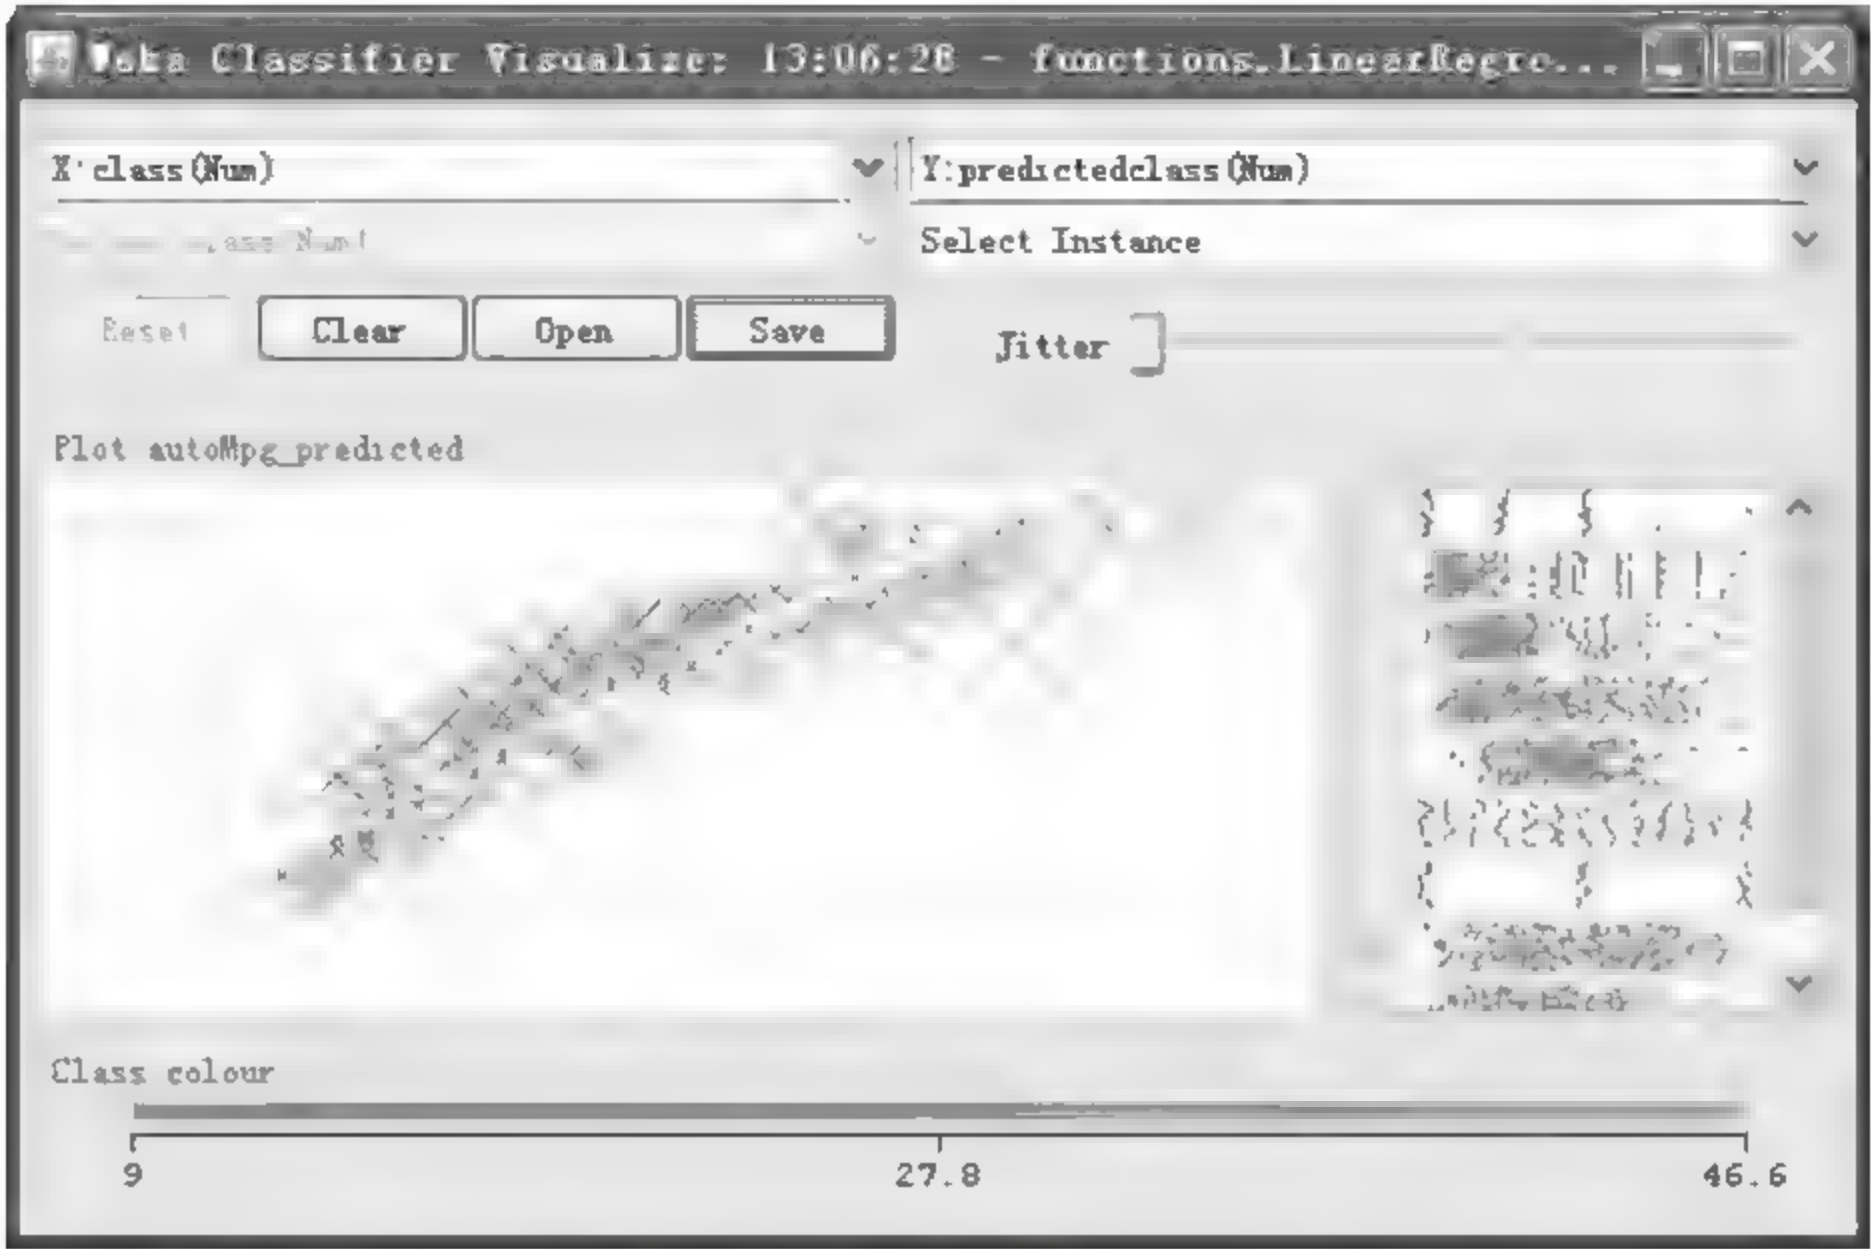 Weka Classifier Visualize: 13:06:28 - functions.LinearRegre...
X:class(Num)
Y:predictedclass(Num)
Select Instance
Reset
Clear
Open
Save
Jitter
Plot autoMpg_predicted
Class colour
9
27.8
46.6